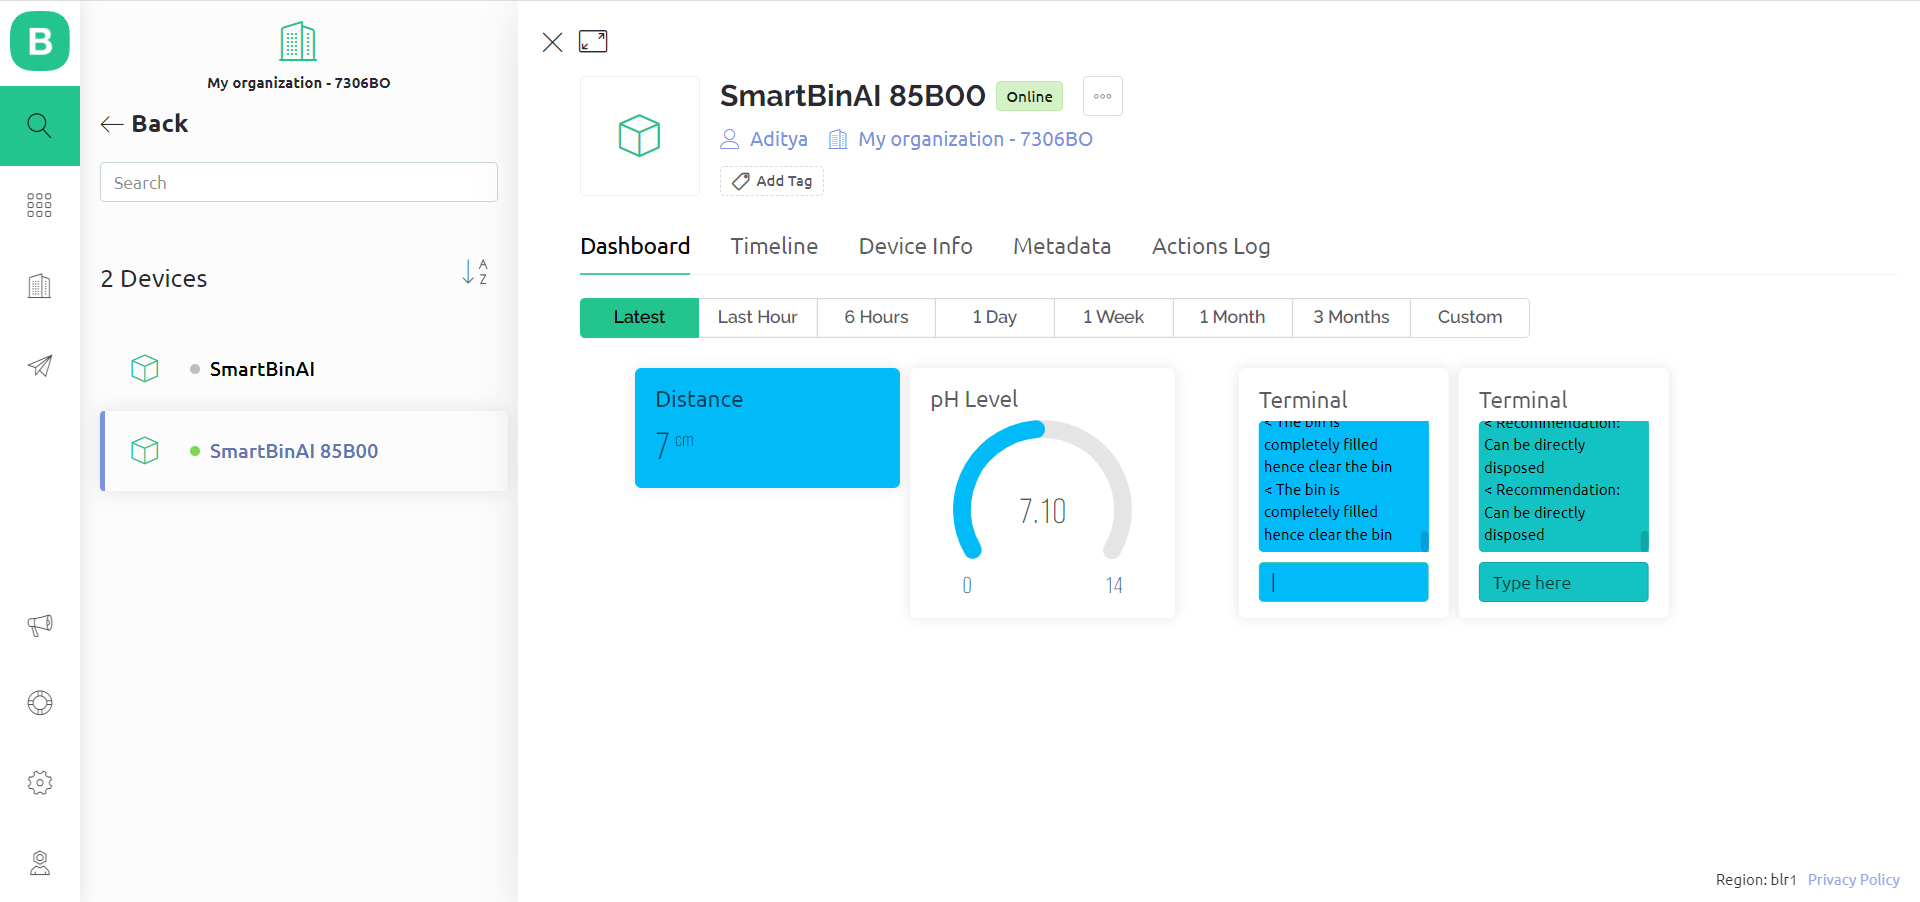 B
My organization - 7306BO
Back
Search
2 Devices
A
Z
SmartBinAI
SmartBinAI 85B00
SmartBinAI 85B00
Online
Aditya
My organization - 7306BO
Add Tag
Dashboard
Timeline
Device Info
Metadata
Actions Log
Latest
Last Hour
6 Hours
1 Day
1 Week
1 Month
3 Months
Custom
Distance
7 cm
pH Level
7.10
0
14
Terminal
< The bin is
completely filled
hence clear the bin
< The bin is
completely filled
hence clear the bin
Terminal
< Recommendation:
Can be directly
disposed
< Recommendation:
Can be directly
disposed
Type here
Region: blr1 Privacy Policy